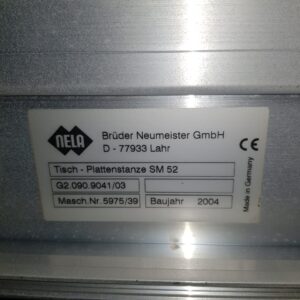 NELA
Brüder Neumeister GmbH
D - 77933 Lahr
CE
Tisch - Plattenstanze SM 52
G2.090.9041/03
Masch.Nr.5975/39
Baujahr 2004
Made in Germany